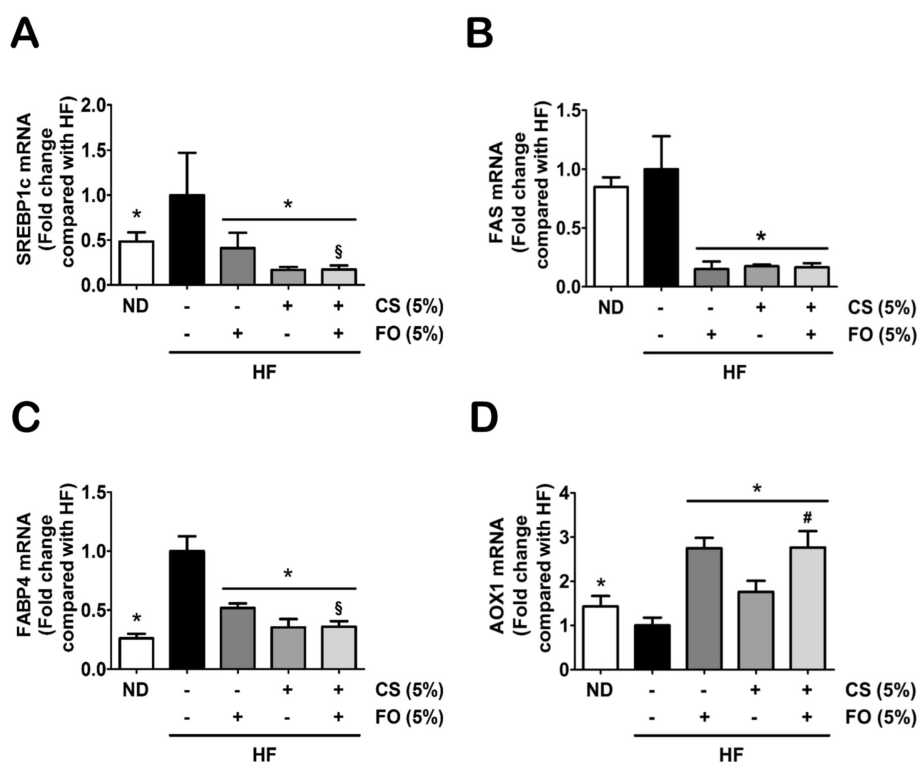 A
SREBP1c mRNA
(Fold change
compared with HF)
2.0
1.5
1.0
0.5
0.0
*
*
§
ND - - + + CS (5%)
- + - + FO (5%)
HF
B
FAS mRNA
(Fold change
compared with HF)
1.5
1.0
0.5
0.0
*
ND - - + + CS (5%)
- + - + FO (5%)
HF
C
FABP4 mRNA
(Fold change
compared with HF)
1.5
1.0
0.5
0.0
*
*
§
ND - - + + CS (5%)
- + - + FO (5%)
HF
D
AOX1 mRNA
(Fold change
compared with HF)
4
3
2
1
0
*
*
#
ND - - + + CS (5%)
- + - + FO (5%)
HF